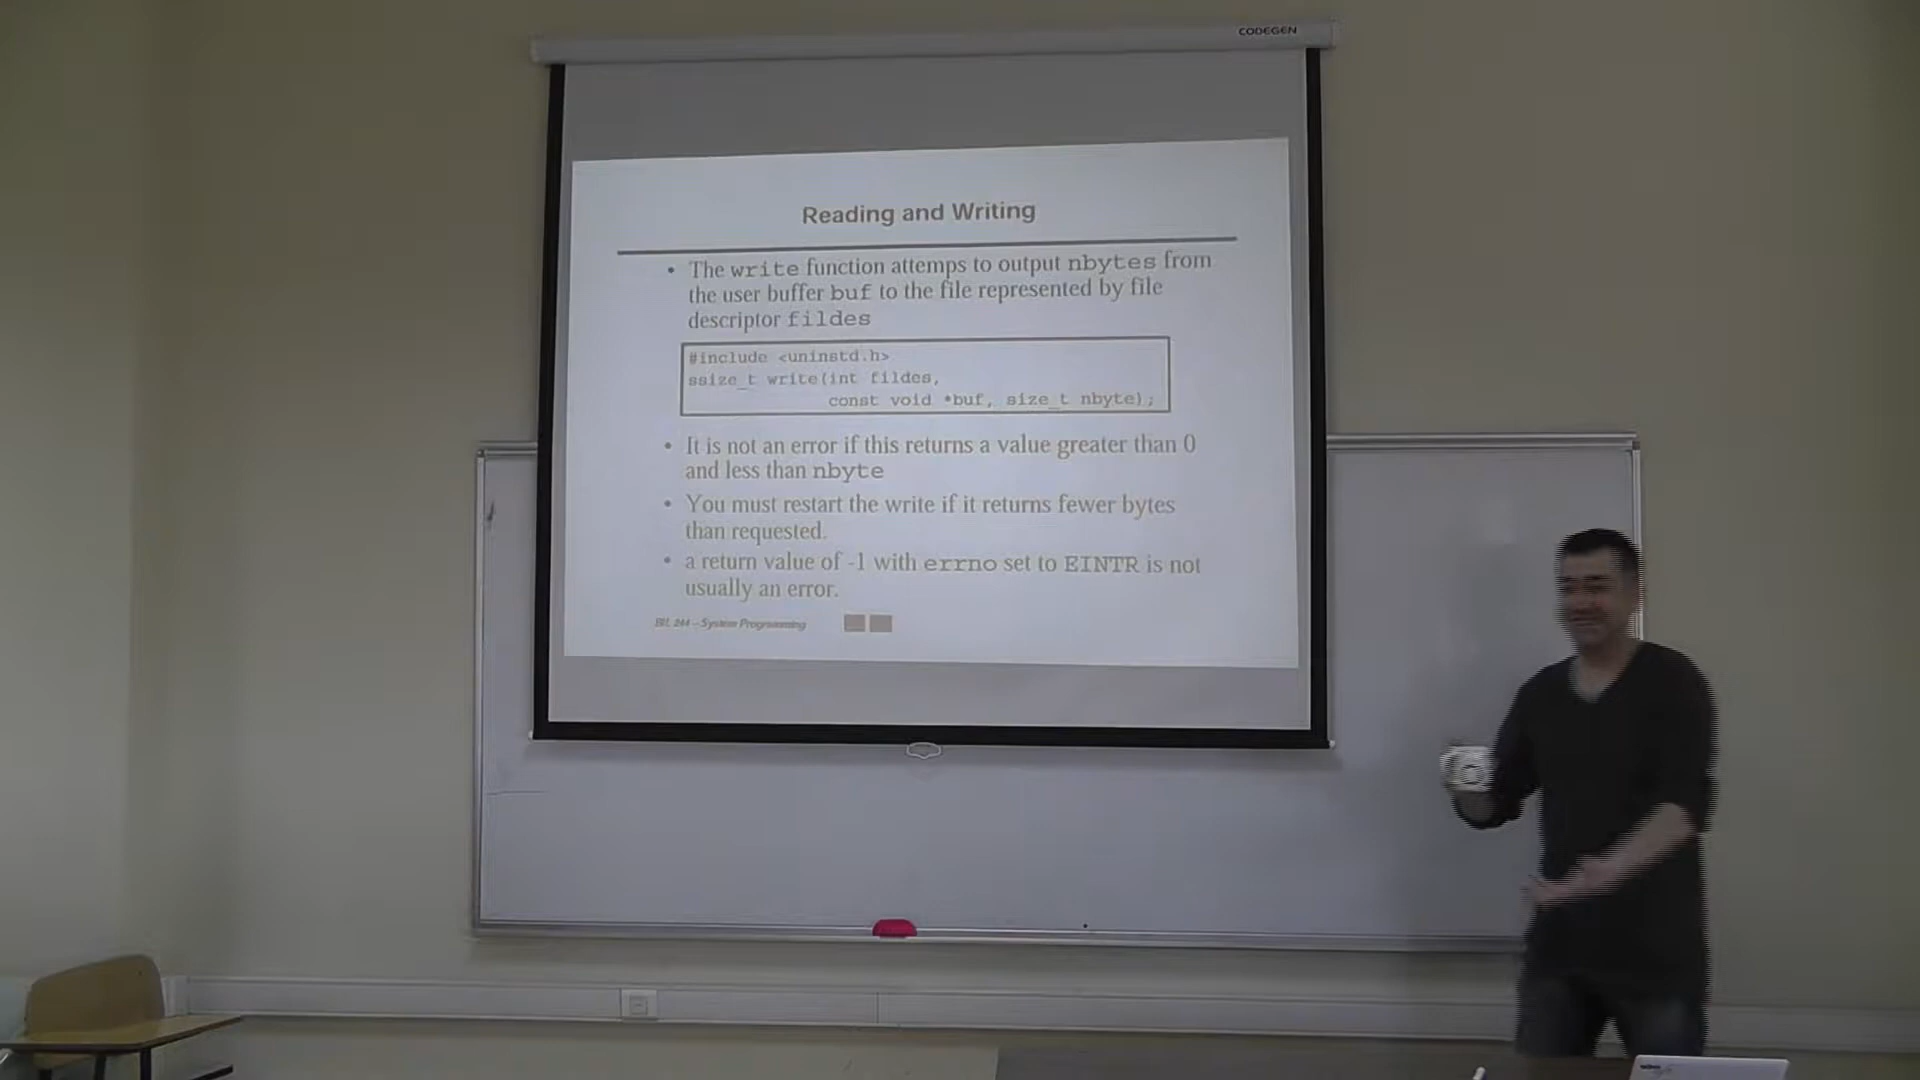 CODEGEN
Reading and Writing
• The write function attemps to output nbytes from
the user buffer buf to the file represented by file
descriptor fildes
#include <uninstd.h>
ssize_t write(int fildes,
const void *buf, size_t nbyte);
• It is not an error if this returns a value greater than 0
and less than nbyte
• You must restart the write if it returns fewer bytes
than requested.
• a return value of -1 with errno set to EINTR is not
usually an error.
BIL 244 – System Programming